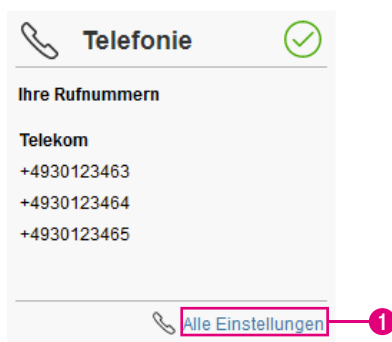 Telefonie
Ihre Rufnummern
Telekom
+4930123463
+4930123464
+4930123465
Alle Einstellungen 1